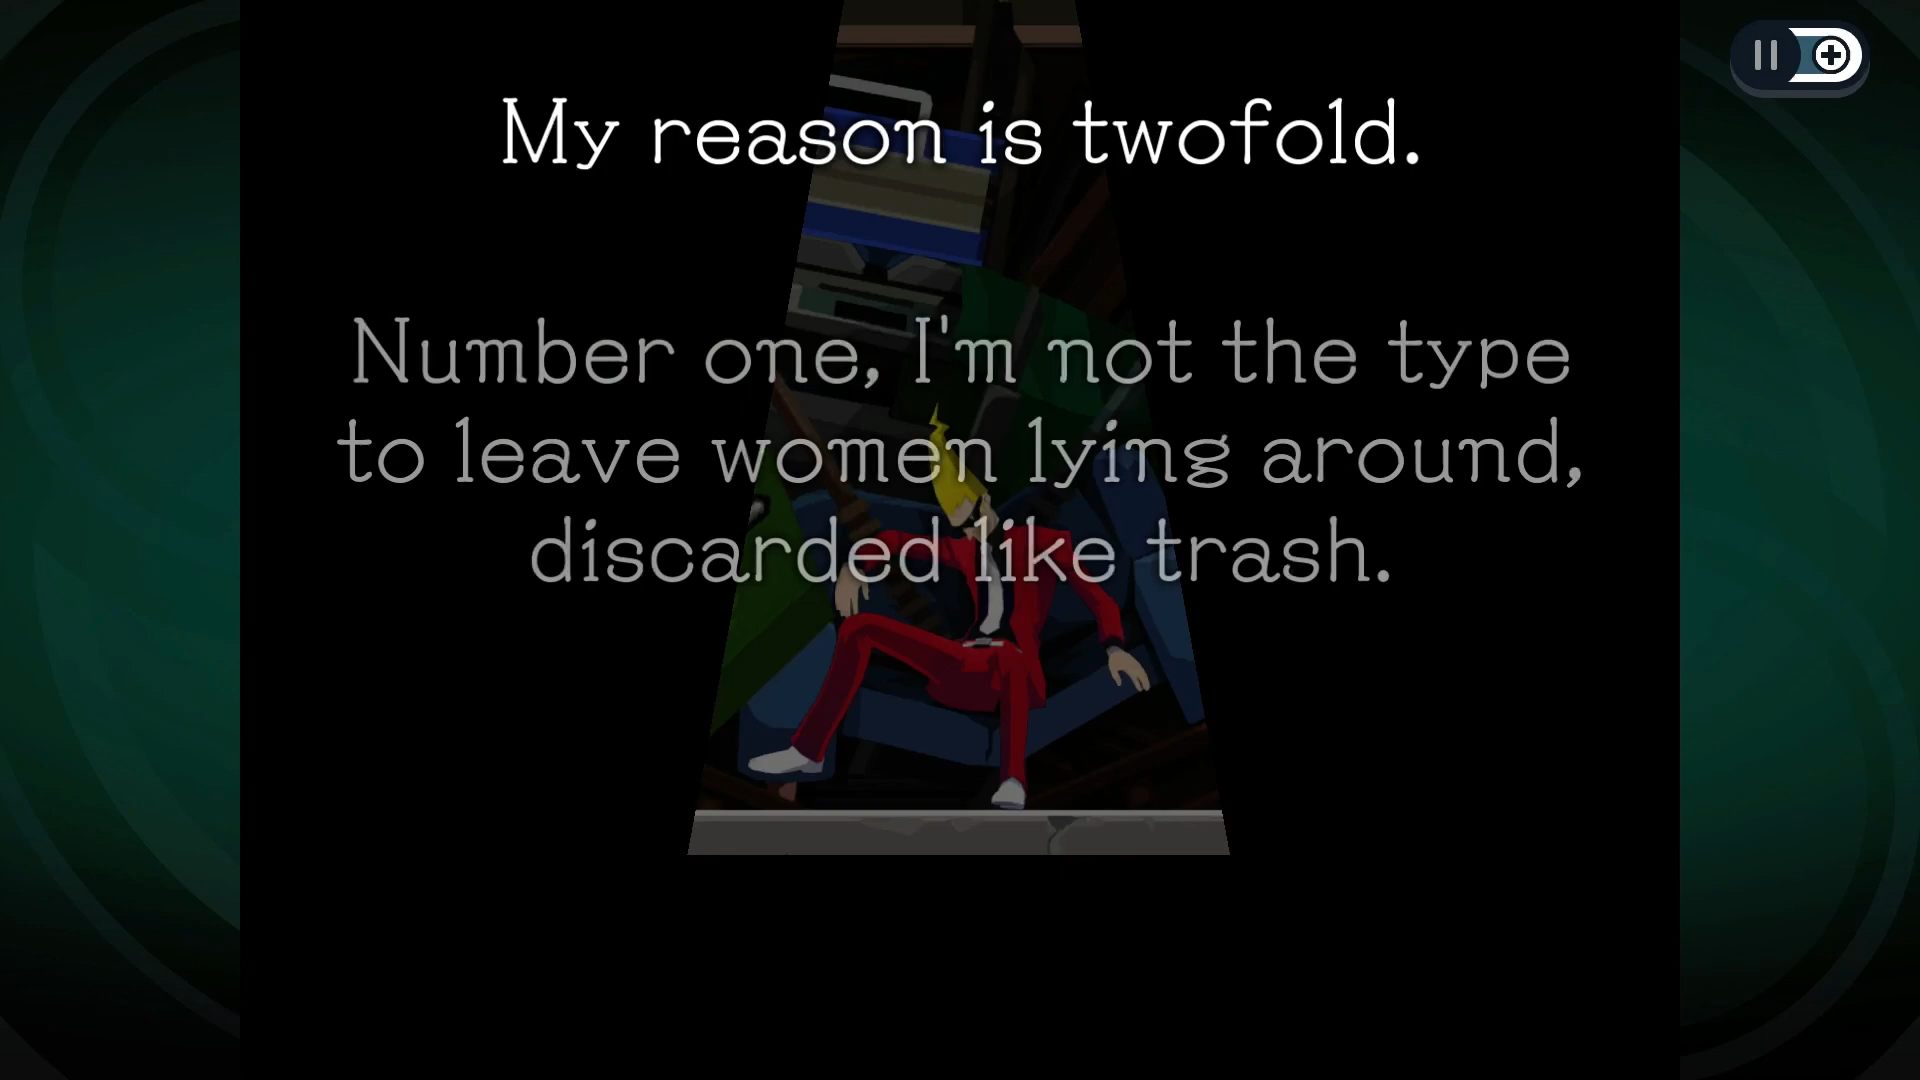 My reason is twofold.
Number one, I'm not the type
to leave women lying around,
discarded like trash.